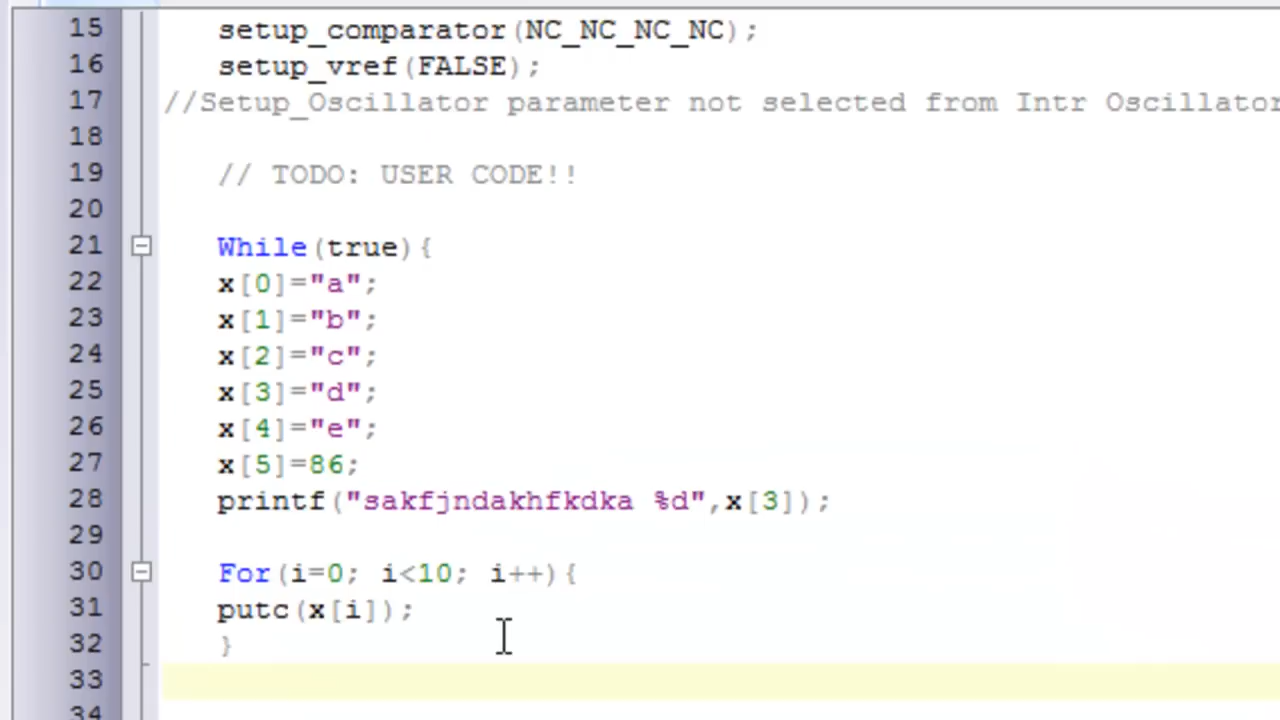 15 setup_comparator(NC_NC_NC_NC);
16 setup_vref(FALSE);
17 //Setup_Oscillator parameter not selected from Intr Oscillator
18
19 // TODO: USER CODE!!
20
21 While(true){
22 x[0]="a";
23 x[1]="b";
24 x[2]="c";
25 x[3]="d";
26 x[4]="e";
27 x[5]=86;
28 printf("sakfjndakhfkdka %d",x[3]);
29
30 For(i=0; i<10; i++){
31 putc(x[i]);
32 }
33
34